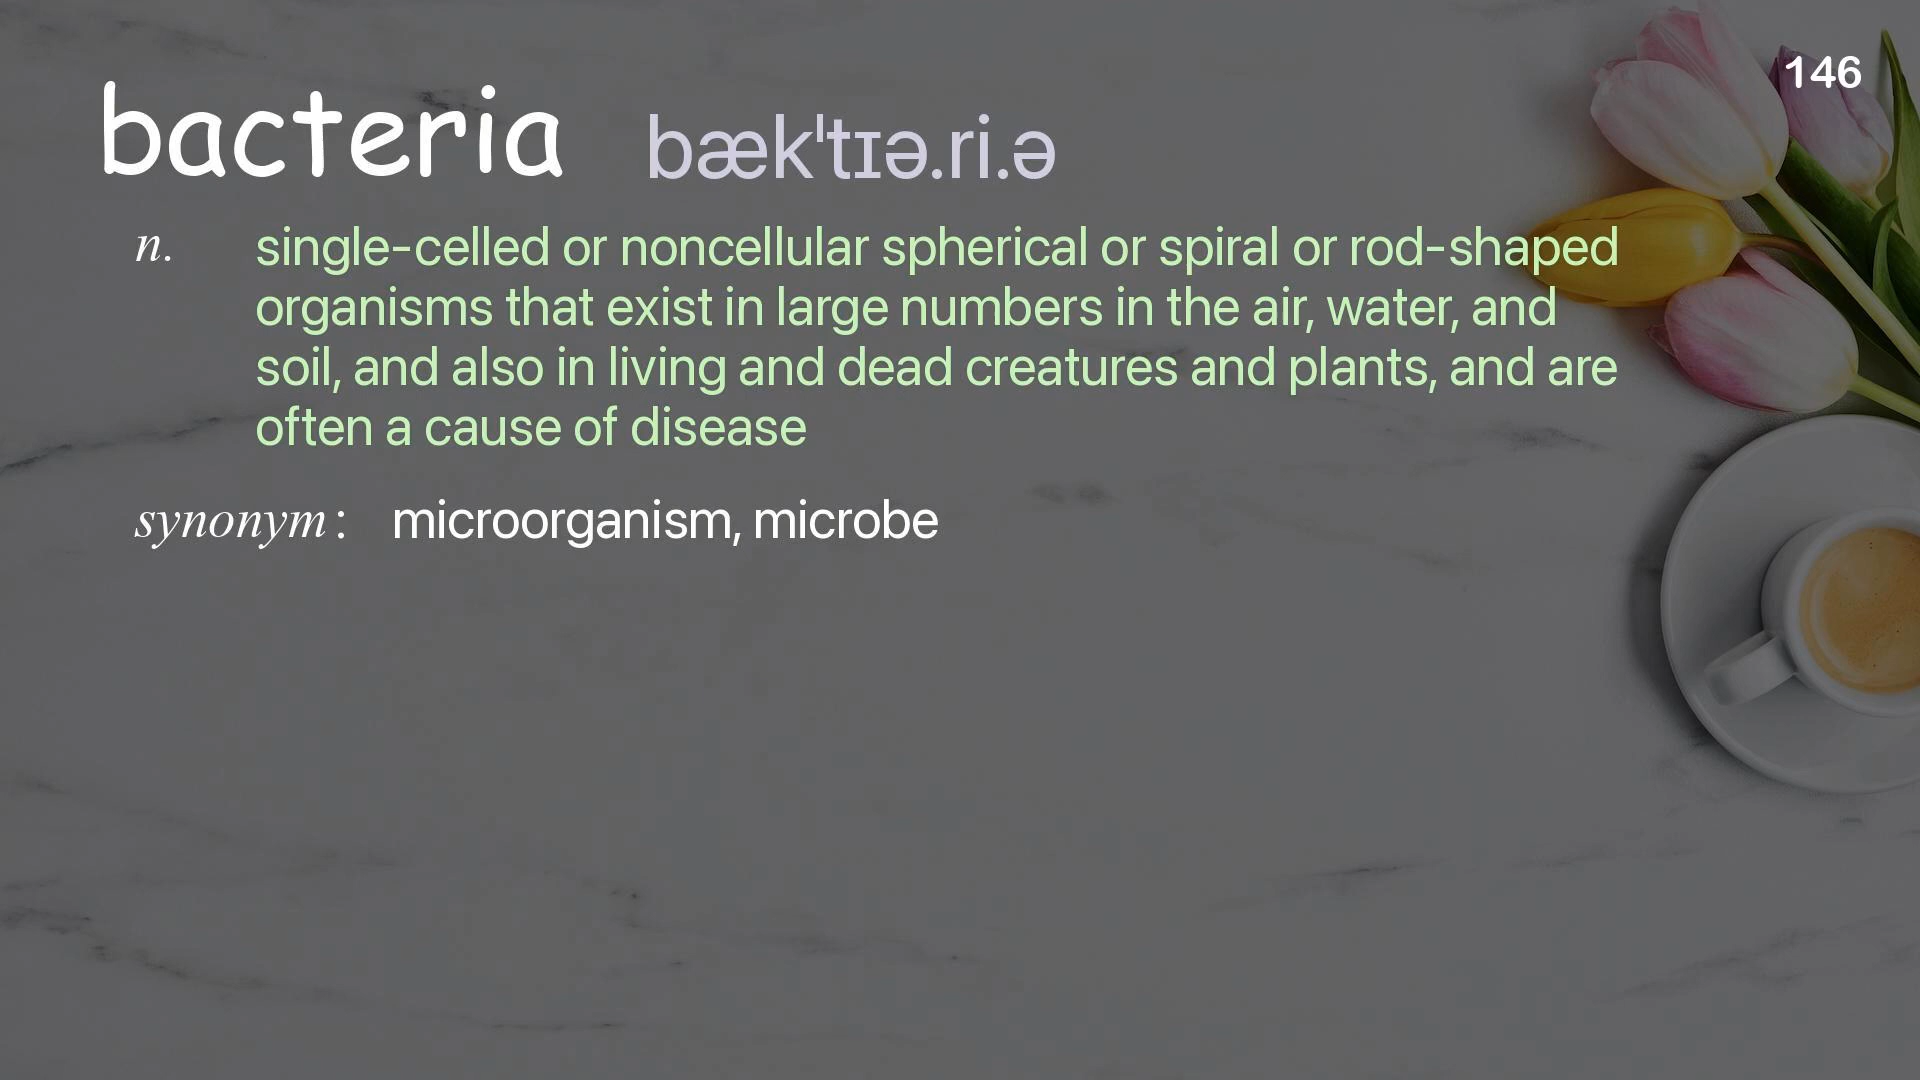 146
bacteria bækˈtɪə.ri.ə
n. single-celled or noncellular spherical or spiral or rod-shaped
organisms that exist in large numbers in the air, water, and
soil, and also in living and dead creatures and plants, and are
often a cause of disease
synonym: microorganism, microbe